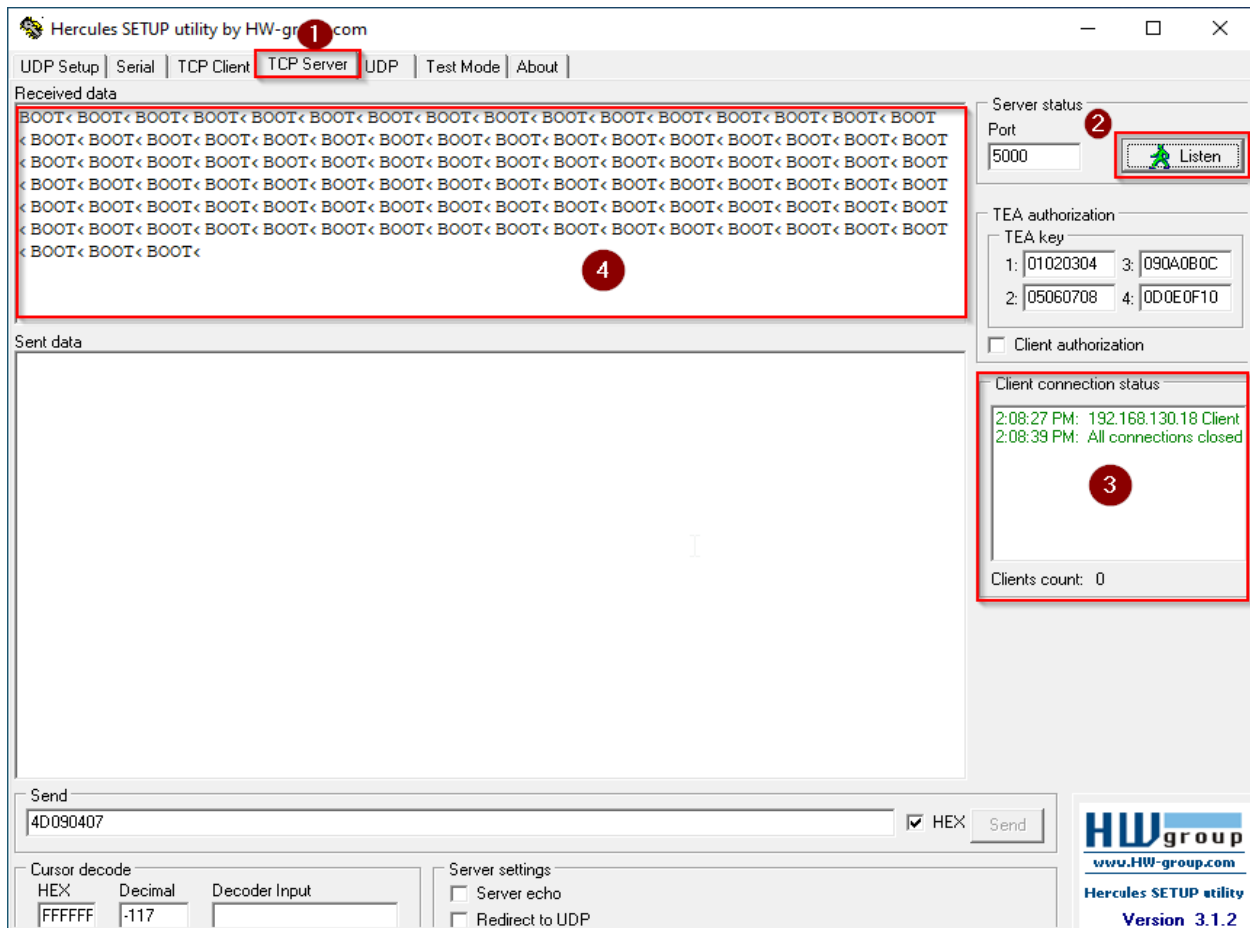 Hercules SETUP utility by HW-gr 1 com
UDP Setup Serial TCP Client TCP Server UDP Test Mode About
Received data
BOOT< BOOT< BOOT< BOOT< BOOT< BOOT< BOOT< BOOT< BOOT< BOOT< BOOT< BOOT< BOOT< BOOT< BOOT< BOOT
< BOOT< BOOT< BOOT< BOOT< BOOT< BOOT< BOOT< BOOT< BOOT< BOOT< BOOT< BOOT< BOOT< BOOT< BOOT< BOOT
< BOOT< BOOT< BOOT< BOOT< BOOT< BOOT< BOOT< BOOT< BOOT< BOOT< BOOT< BOOT< BOOT< BOOT< BOOT< BOOT
< BOOT< BOOT< BOOT< BOOT< BOOT< BOOT< BOOT< BOOT< BOOT< BOOT< BOOT< BOOT< BOOT< BOOT< BOOT< BOOT
< BOOT< BOOT< BOOT< BOOT< BOOT< BOOT< BOOT< BOOT< BOOT< BOOT< BOOT< BOOT< BOOT< BOOT< BOOT< BOOT
< BOOT< BOOT< BOOT< BOOT< BOOT< BOOT< BOOT< BOOT< BOOT< BOOT< BOOT< BOOT< BOOT< BOOT< BOOT< BOOT
< BOOT< BOOT< BOOT<
4
Server status
Port 2
5000 Listen
TEA authorization
TEA key
1: 01020304 3: 090A0B0C
2: 05060708 4: 0D0E0F10
Client authorization
Sent data
Client connection status
2:08:27 PM: 192.168.130.18 Client
2:08:39 PM: All connections closed
3
Clients count: 0
Send
4D090407 HEX Send
Cursor decode
HEX Decimal Decoder Input
FFFFFF -117
Server settings
Server echo
Redirect to UDP
HWgroup
www.HW-group.com
Hercules SETUP utility
Version 3.1.2